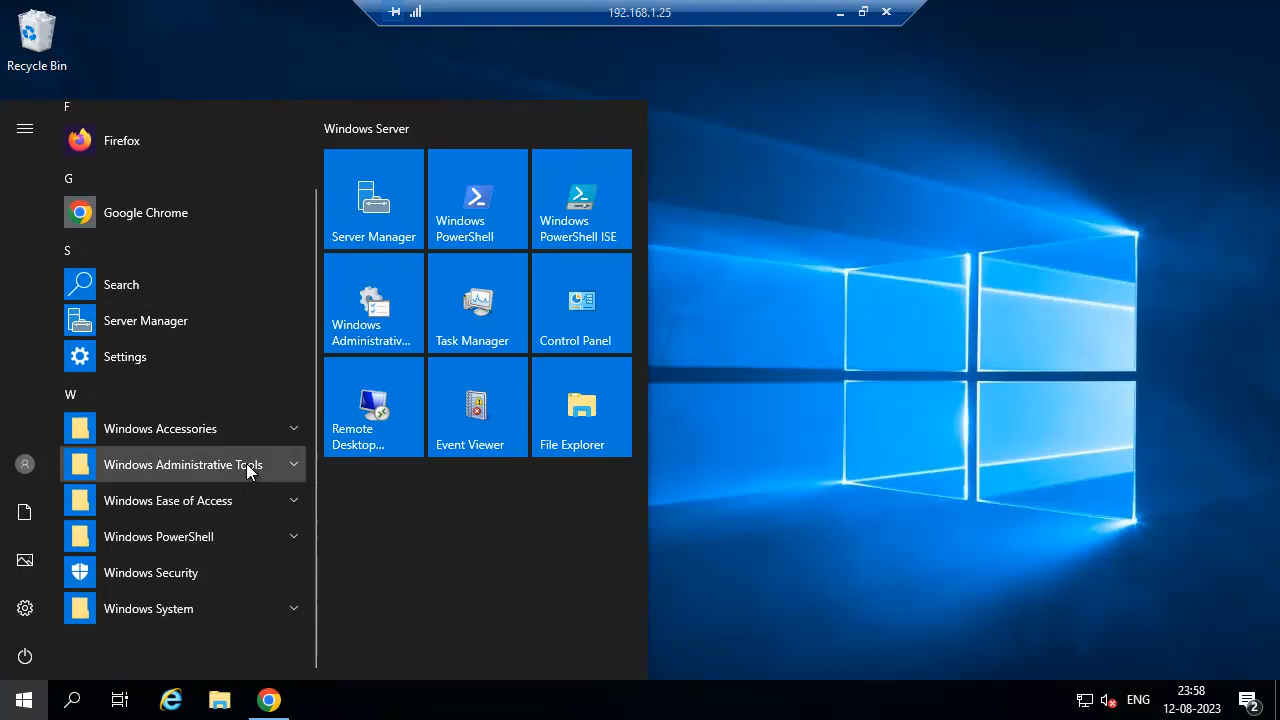 192.168.1.25
Recycle Bin
F
Firefox
G
Google Chrome
S
Search
Server Manager
Settings
W
Windows Accessories
Windows Administrative Tools
Windows Ease of Access
Windows PowerShell
Windows Security
Windows System
Windows Server
Server Manager
Windows
PowerShell
Windows
PowerShell ISE
Windows
Administrativ...
Task Manager
Control Panel
Remote
Desktop...
Event Viewer
File Explorer
ENG
23:58
12-08-2023
2